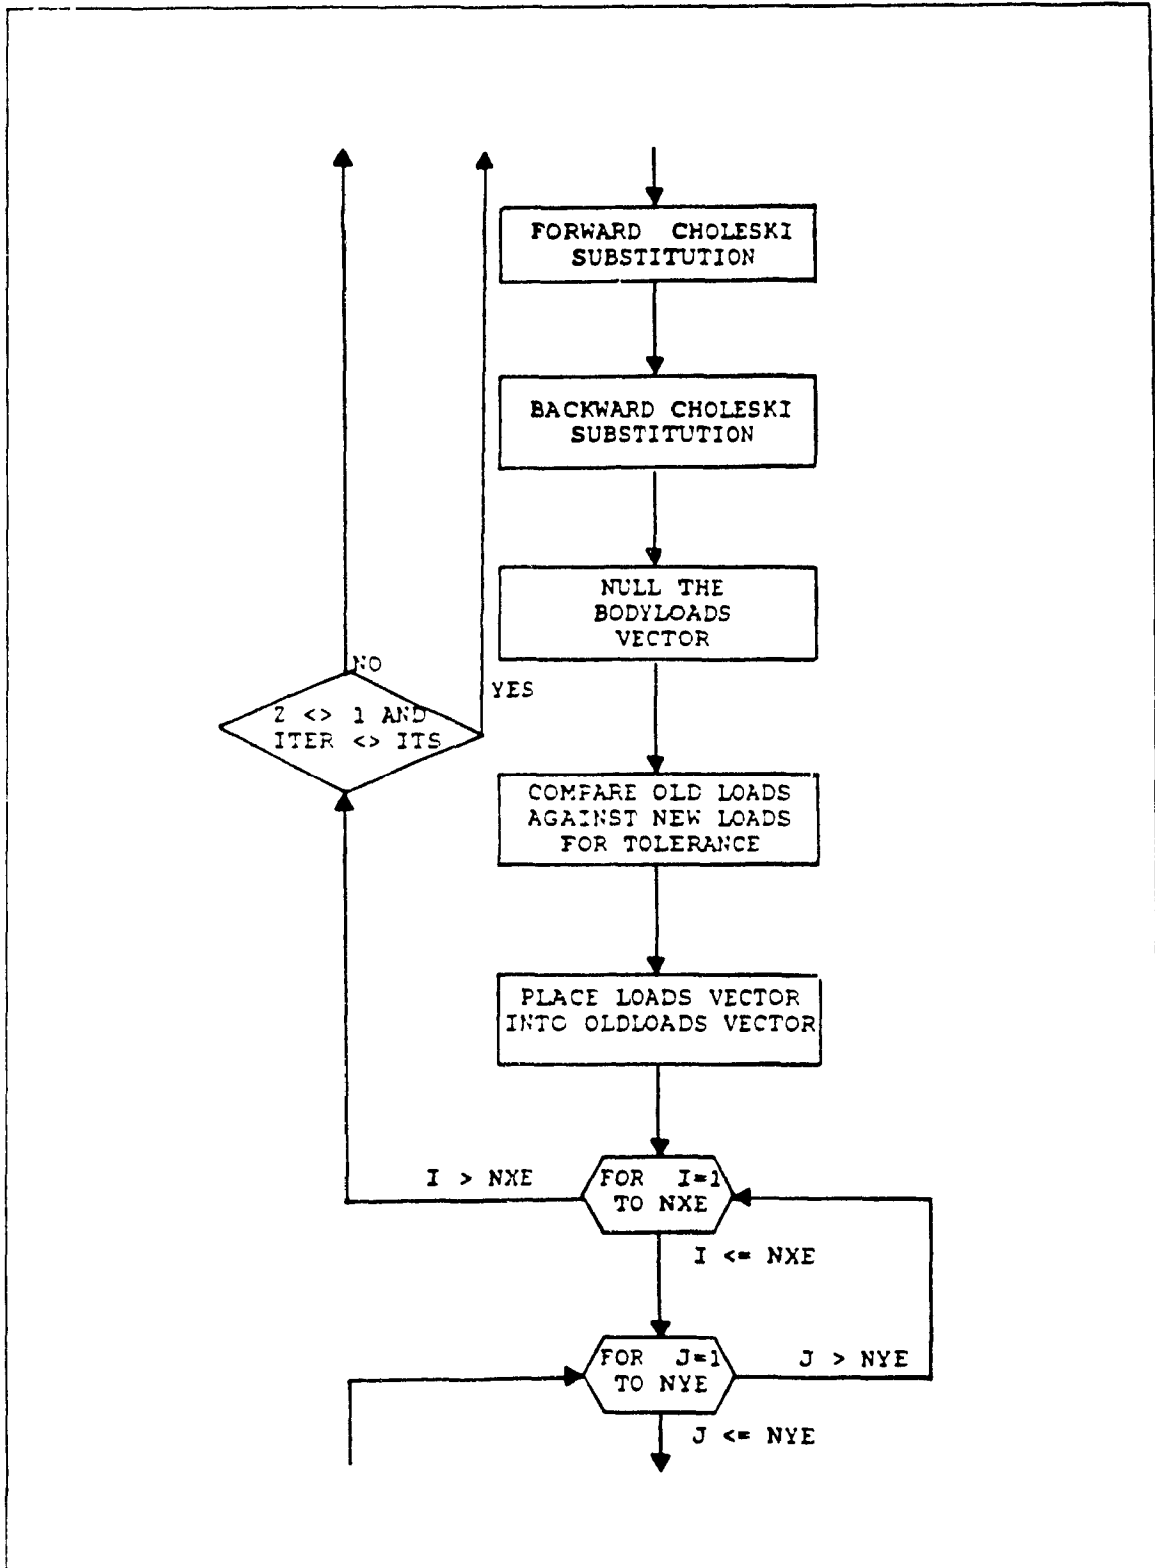 FORWARD CHOLESKI
SUBSTITUTION
BACKWARD CHOLESKI
SUBSTITUTION
NULL THE
BODYLOADS
VECTOR
NO
YES
Z <> 1 AND
ITER <> ITS
COMPARE OLD LOADS
AGAINST NEW LOADS
FOR TOLERANCE
PLACE LOADS VECTOR
INTO OLDLOADS VECTOR
I > NXE
FOR I=1
TO NXE
I <= NXE
FOR J=1
TO NYE
J > NYE
J <= NYE